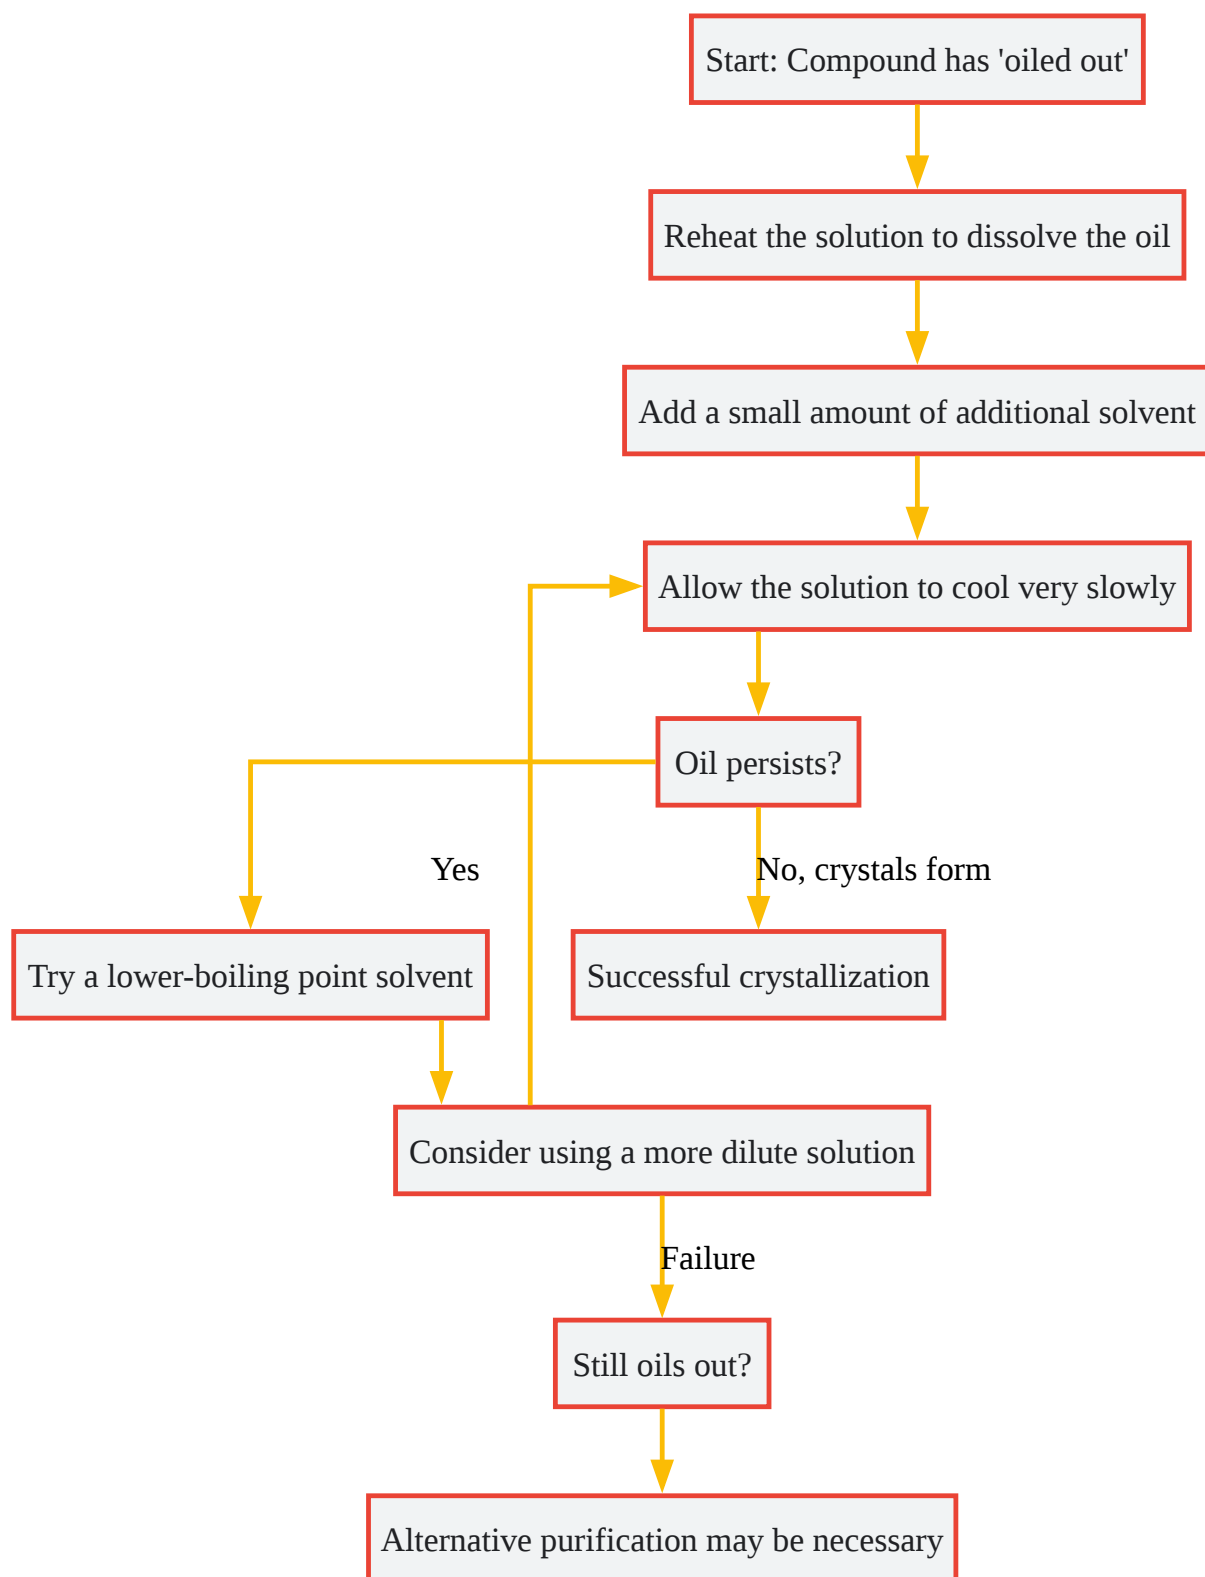 Start: Compound has 'oiled out'
Reheat the solution to dissolve the oil
Add a small amount of additional solvent
Allow the solution to cool very slowly
Oil persists?
Yes
No, crystals form
Try a lower-boiling point solvent
Successful crystallization
Consider using a more dilute solution
Failure
Still oils out?
Alternative purification may be necessary